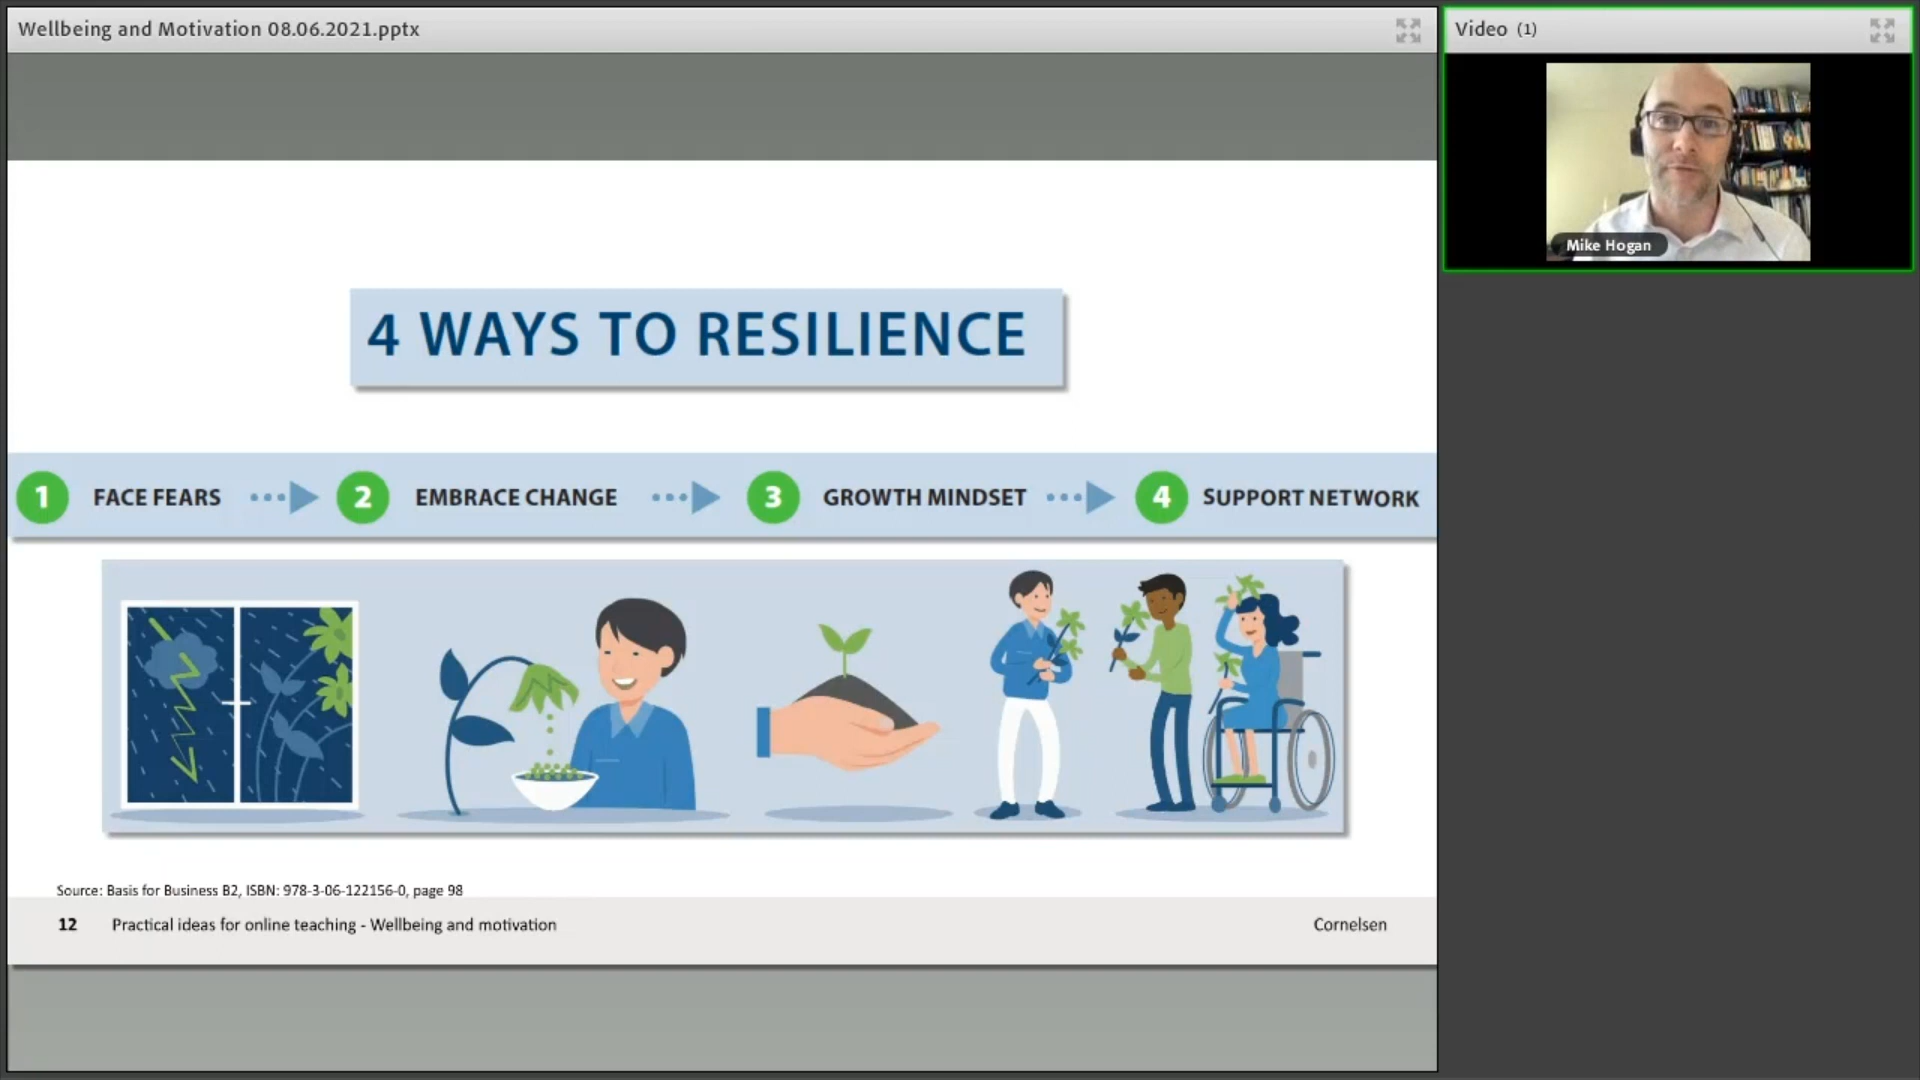 Wellbeing and Motivation 08.06.2021.pptx
Video (1)
Mike Hogan
4 WAYS TO RESILIENCE
1 FACE FEARS 2 EMBRACE CHANGE 3 GROWTH MINDSET 4 SUPPORT NETWORK
Source: Basis for Business B2, ISBN: 978-3-06-122156-0, page 98
12 Practical ideas for online teaching - Wellbeing and motivation Cornelsen